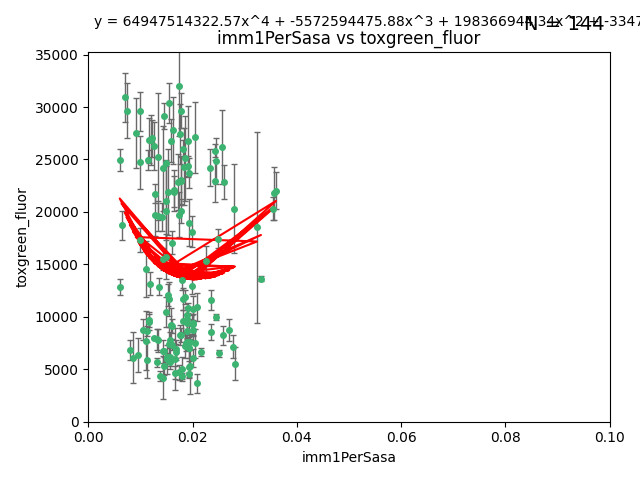 y = 64947514322.57x^4 + -5572594475.88x^3 +
N = 144
imm1PerSasa vs toxgreen_fluor
35000
30000
25000
20000
15000
10000
5000
0
toxgreen_fluor
0.00 0.02 0.04 0.06 0.08 0.10
imm1PerSasa